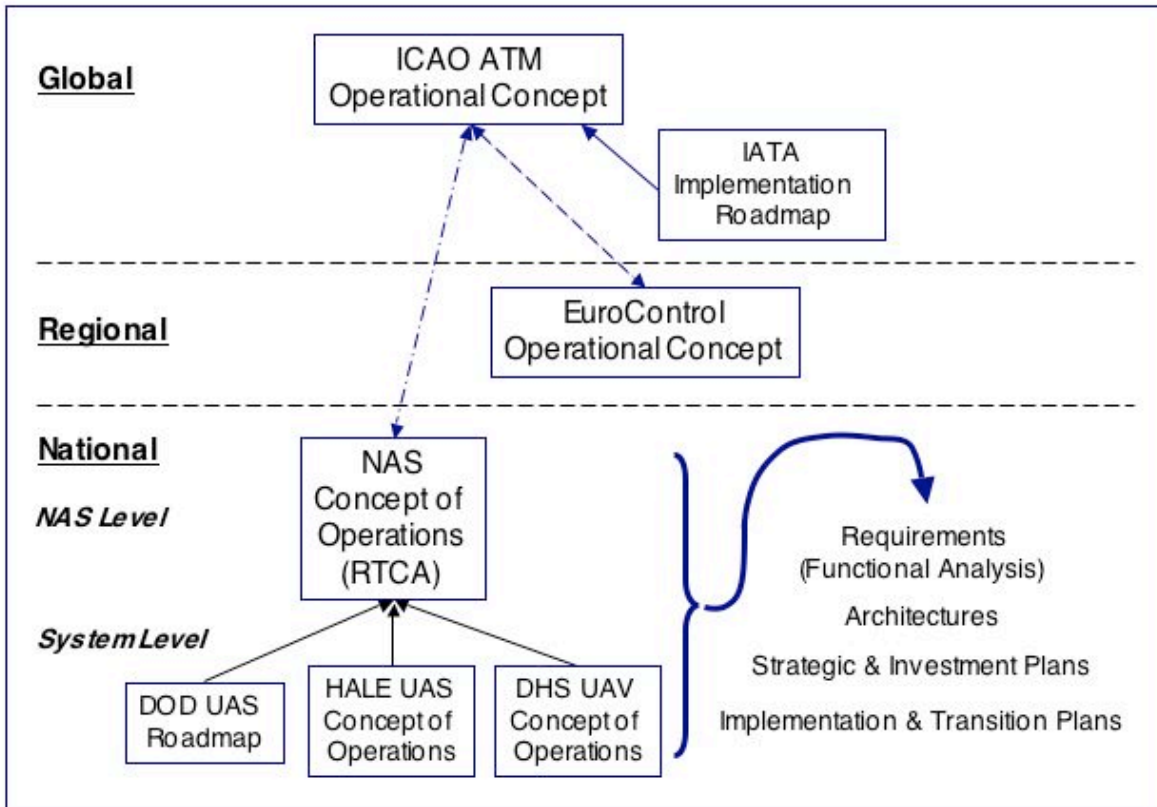 Global
ICAO ATM
Operational Concept
IATA
Implementation
Roadmap
Regional
EuroControl
Operational Concept
National
NAS Level
NAS
Concept of
Operations
(RTCA)
System Level
DOD UAS
Roadmap
HALE UAS
Concept of
Operations
DHS UAV
Concept of
Operations
Requirements
(Functional Analysis)
Architectures
Strategic & Investment Plans
Implementation & Transition Plans